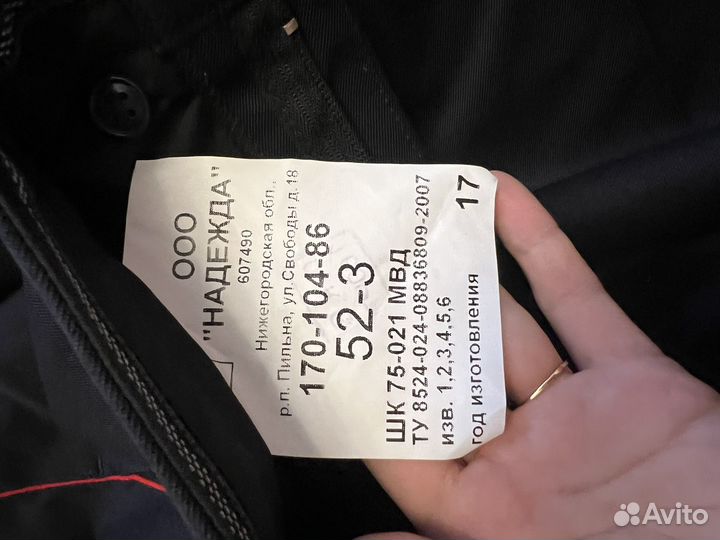 ООО
"НАДЕЖДА"
607490
Нижегородская обл.,
р.п. Пильна, ул.Свободы д.18
170-104-86
52-3
ШК 75-021 МВД
ТУ 8524-024-08836809-2007
изв. 1,2,3,4,5,6
год изготовления 17
Avito